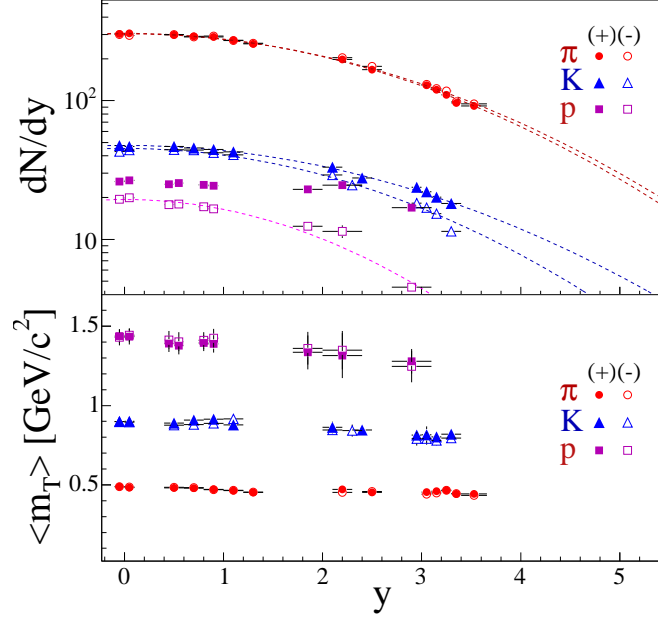 dN/dy
10²
10
(+)(-)
π
K
p
<m_T> [GeV/c²]
1.5
1
0.5
(+)(-)
π
K
p
0 1 2 3 4 5
y